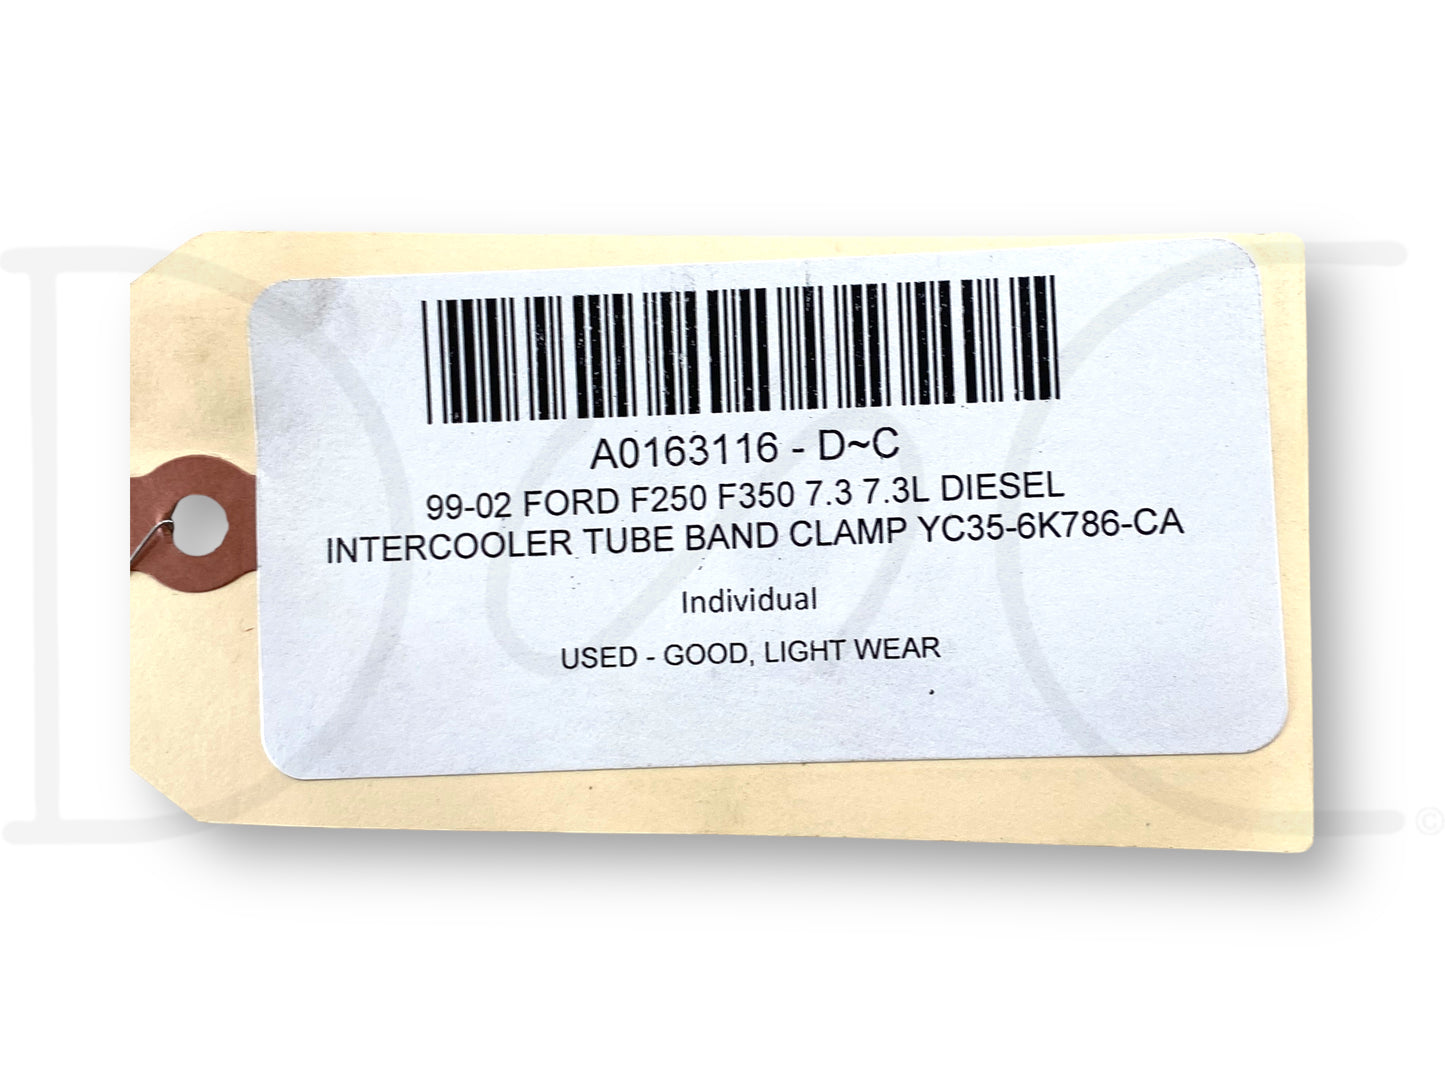 A0163116 - D~C
99-02 FORD F250 F350 7.3 7.3L DIESEL
INTERCOOLER TUBE BAND CLAMP YC35-6K786-CA
Individual
USED - GOOD, LIGHT WEAR
©